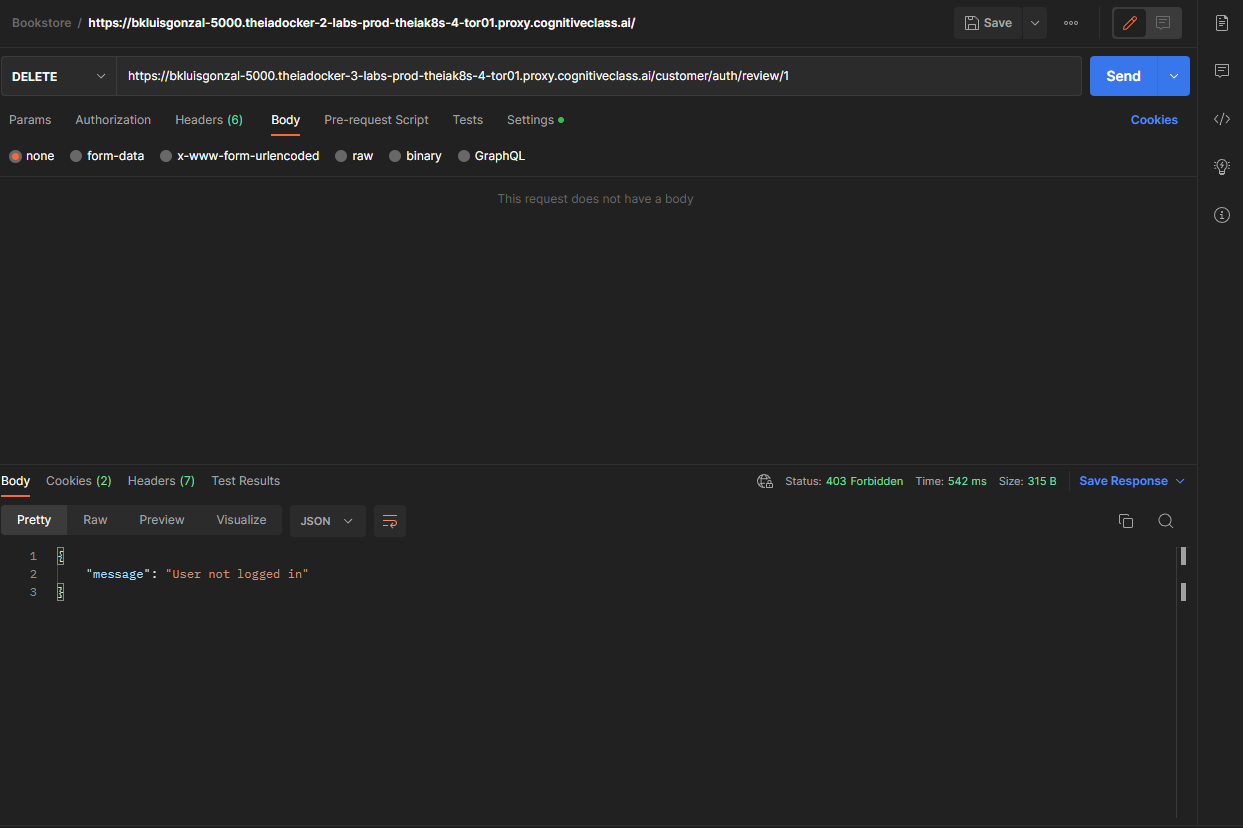 Bookstore / https://bkluisgonzal-5000.theiadocker-2-labs-prod-theiak8s-4-tor01.proxy.cognitiveclass.ai/ Save
DELETE https://bkluisgonzal-5000.theiadocker-3-labs-prod-theiak8s-4-tor01.proxy.cognitiveclass.ai/customer/auth/review/1 Send
Params Authorization Headers (6) Body Pre-request Script Tests Settings Cookies
none form-data x-www-form-urlencoded raw binary GraphQL
This request does not have a body
Body Cookies (2) Headers (7) Test Results Status: 403 Forbidden Time: 542 ms Size: 315 B Save Response
Pretty Raw Preview Visualize JSON
1 {
2 "message": "User not logged in"
3 }